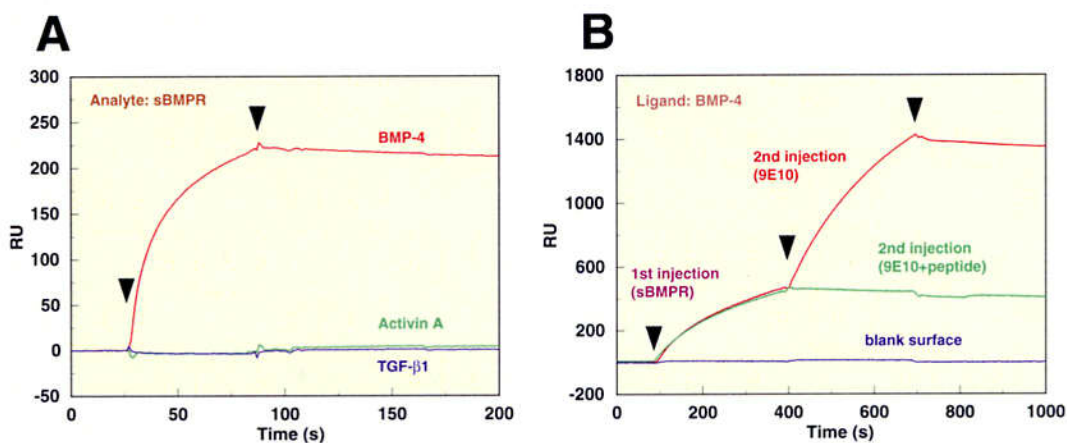 A
Analyte: sBMPR
BMP-4
Activin A
TGF-β1
RU
300
250
200
150
100
50
0
-50
0
50
100
150
200
Time (s)
B
Ligand: BMP-4
2nd injection
(9E10)
1st injection
(sBMPR)
2nd injection
(9E10+peptide)
blank surface
RU
1800
1400
1000
600
200
-200
0
200
400
600
800
1000
Time (s)